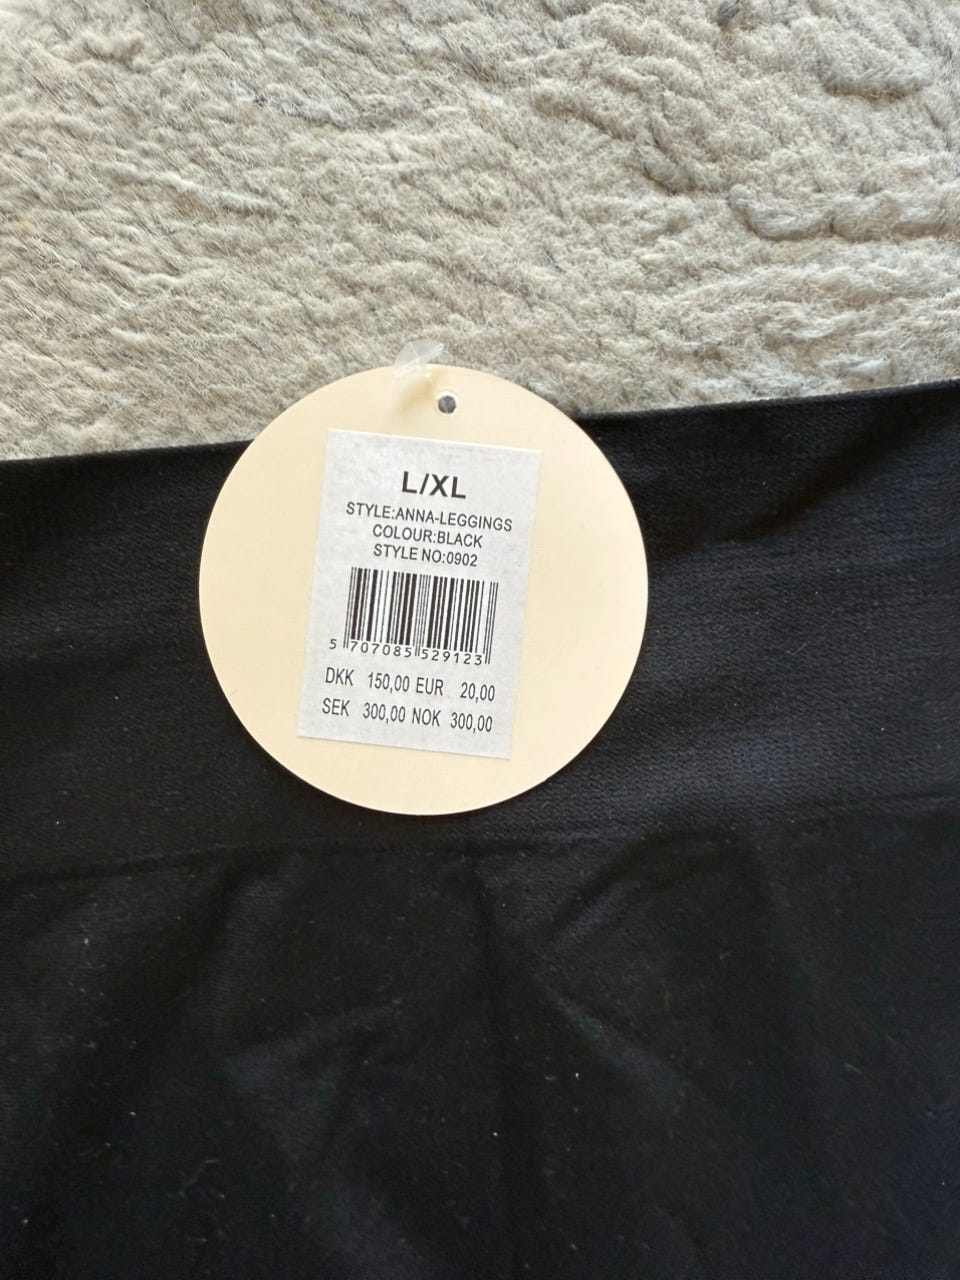 L/XL
STYLE:ANNA-LEGGINGS
COLOUR:BLACK
STYLE NO:0902
5 707085 529123
DKK 150,00 EUR 20,00
SEK 300,00 NOK 300,00